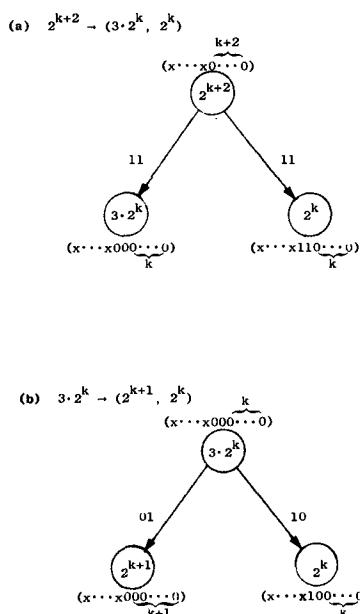 (a) 2^{k+2} → (3·2^k, 2^k)
k+2
(x···x0···0)
2^{k+2}
11 11
3·2^k 2^k
(x···x000···0) (x···x110···0)
k k
(b) 3·2^k → (2^{k+1}, 2^k)
k
(x···x000···0)
3·2^k
01 10
2^{k+1} 2^k
(x···x000···0) (x···x100···0
k+1 k